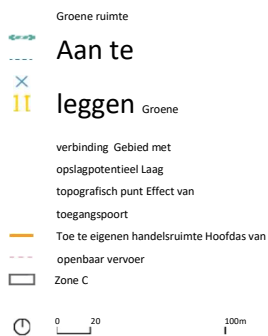 Groene ruimte
Aan te
leggen Groene
verbinding Gebied met
opslagpotentieel Laag
topografisch punt Effect van
toegangspoort
Toe te eigenen handelsruimte Hoofdas van
openbaar vervoer
Zone C
0 20 100m